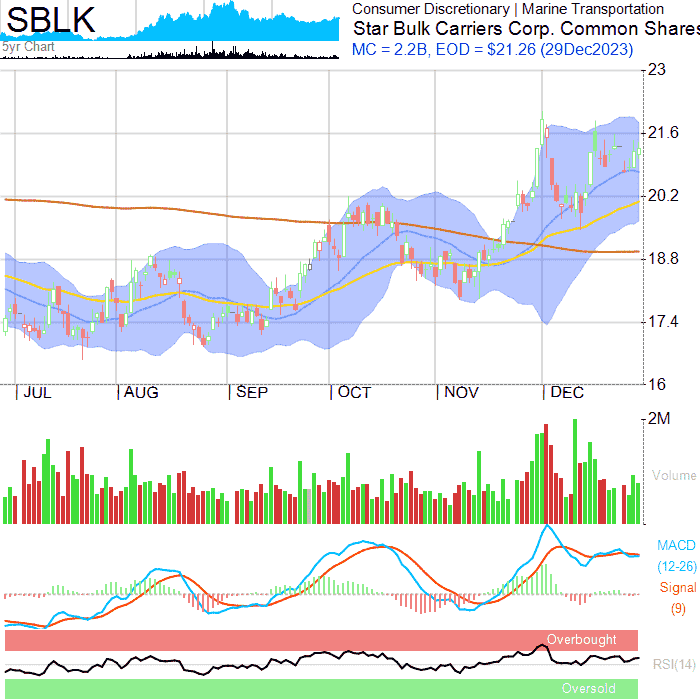 SBLK
5yr Chart
Consumer Discretionary | Marine Transportation
Star Bulk Carriers Corp. Common Shares
MC = 2.2B, EOD = $21.26 (29Dec2023)
23
21.6
20.2
18.8
17.4
16
JUL AUG SEP OCT NOV DEC
2M
Volume
MACD
(12-26)
Signal
(9)
Overbought
RSI(14)
Oversold